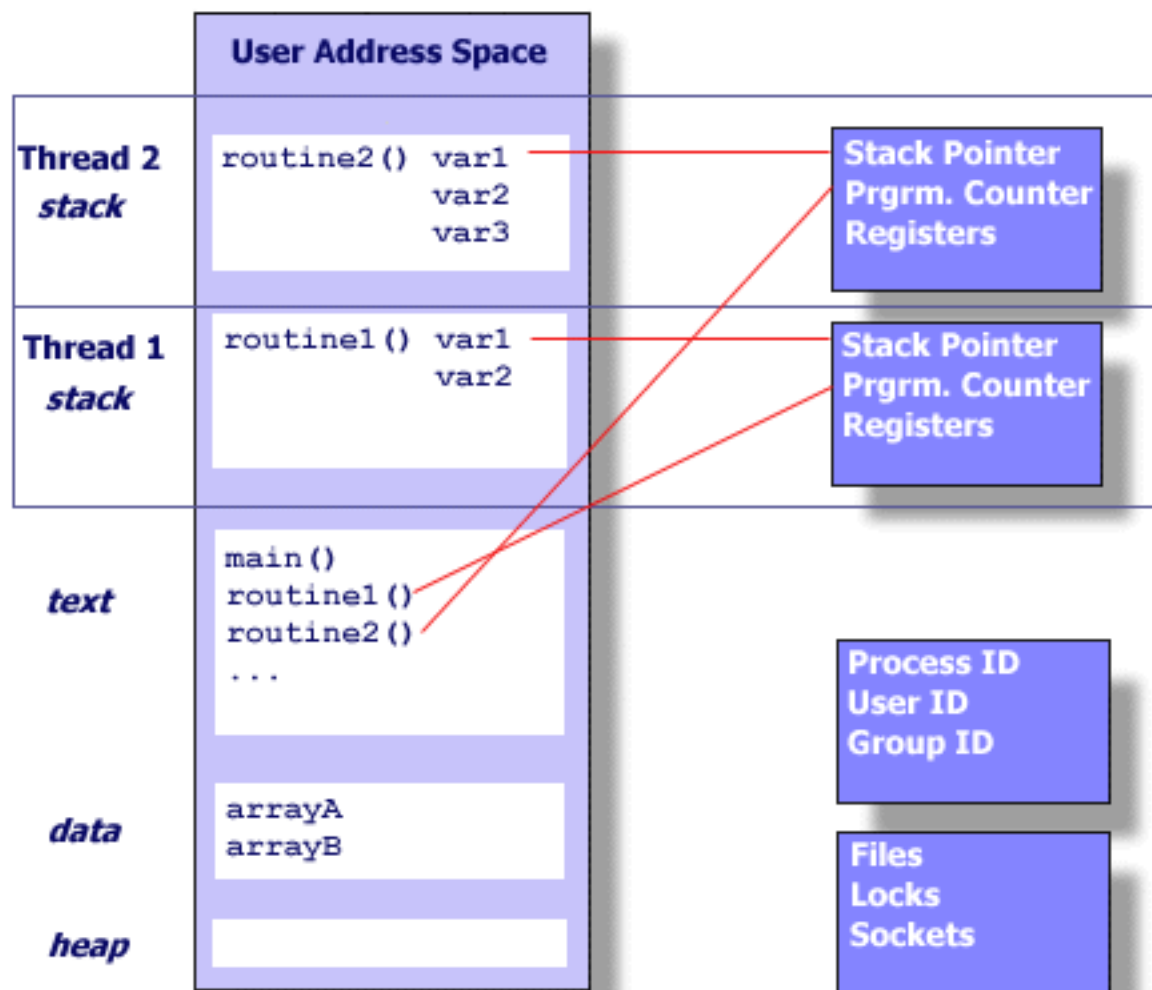 User Address Space
Thread 2
stack
routine2() var1
var2
var3
Stack Pointer
Prgrm. Counter
Registers
Thread 1
stack
routine1() var1
var2
Stack Pointer
Prgrm. Counter
Registers
text
main()
routine1()
routine2()
...
Process ID
User ID
Group ID
data
arrayA
arrayB
Files
Locks
Sockets
heap